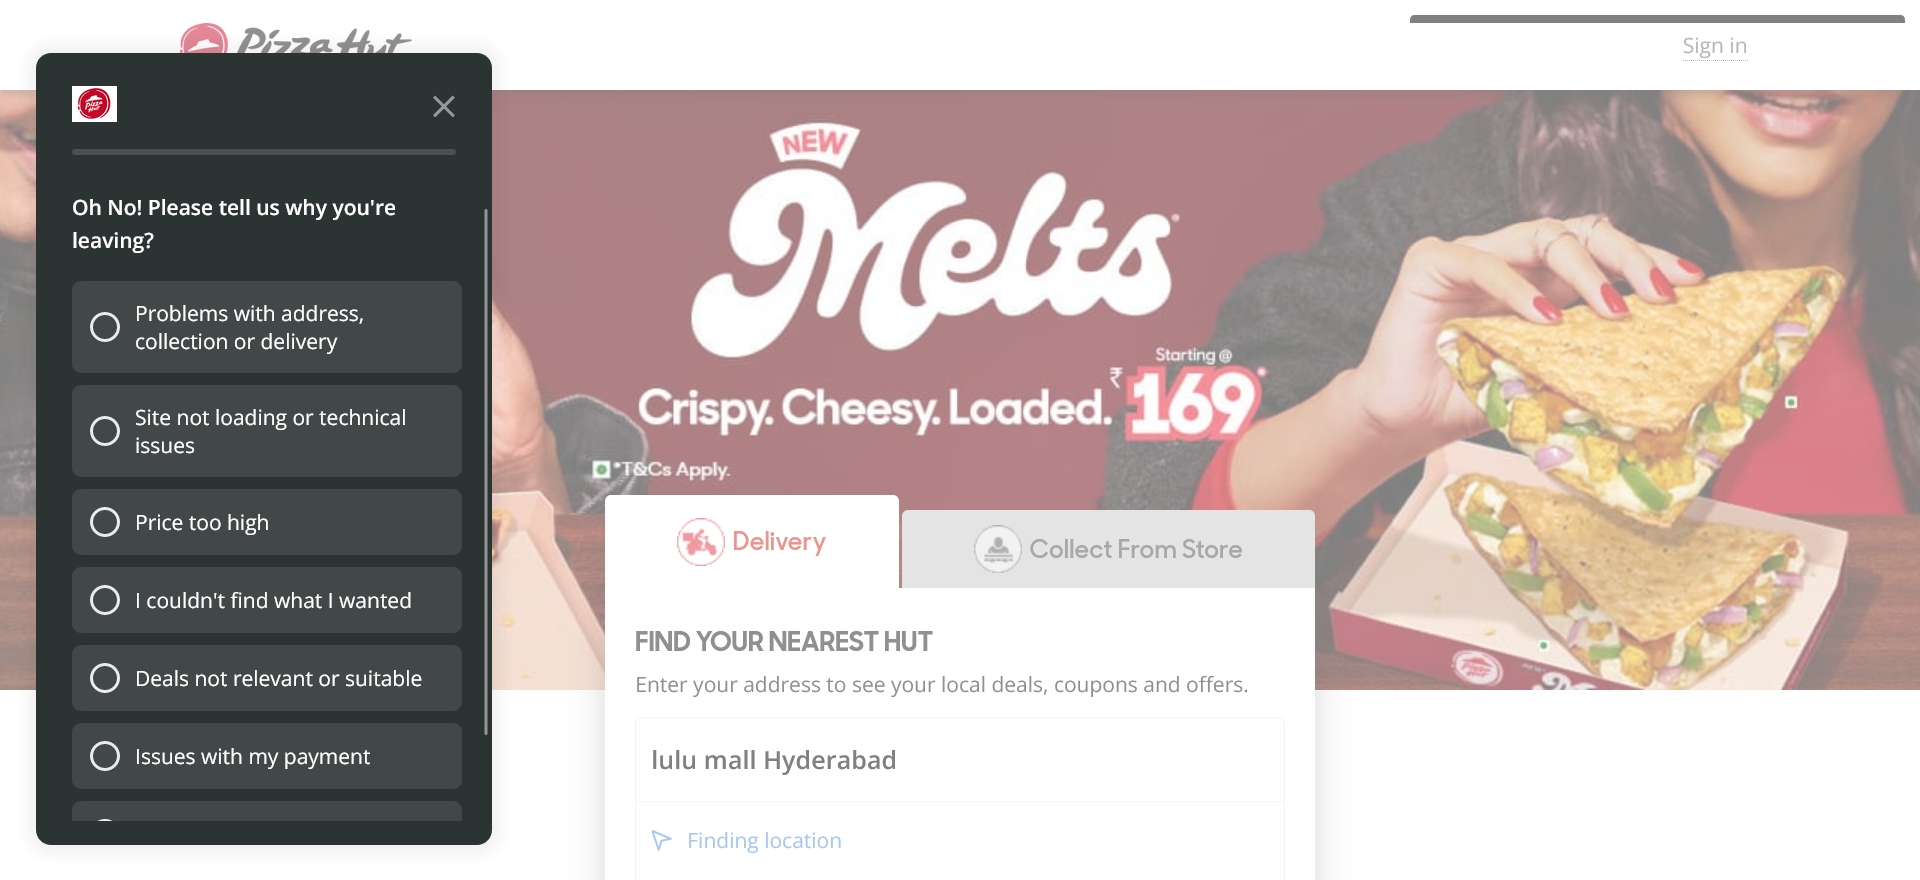 Pizza Hut
Sign in
Pizza
Hut
Oh No! Please tell us why you're
leaving?
Problems with address,
collection or delivery
Site not loading or technical
issues
Price too high
I couldn't find what I wanted
Deals not relevant or suitable
Issues with my payment
NEW
Melts
Starting @
Crispy. Cheesy. Loaded. ₹169*
*T&Cs Apply.
Delivery
Collect From Store
FIND YOUR NEAREST HUT
Enter your address to see your local deals, coupons and offers.
lulu mall Hyderabad
Finding location